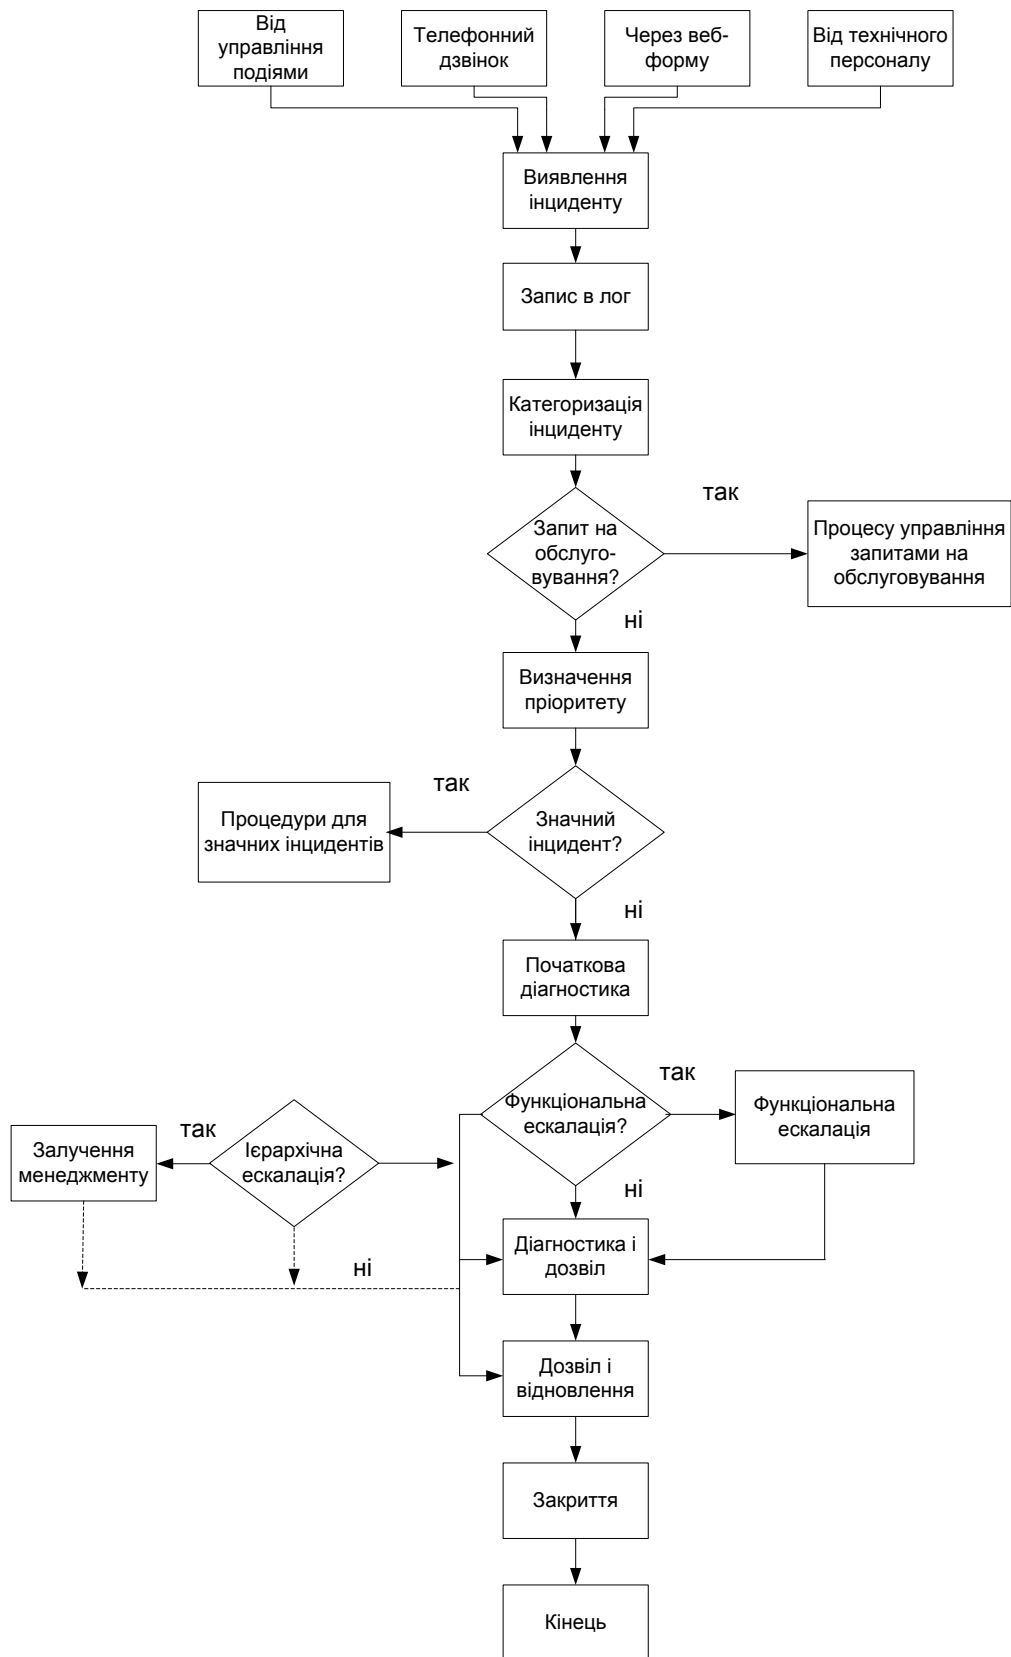 Від
управління
подіями
Телефонний
дзвінок
Через веб-
форму
Від технічного
персоналу
Виявлення
інциденту
Запис в лог
Категоризація
інциденту
Запит на
обслуго-
вування?
так
Процесу управління
запитами на
обслуговування
ні
Визначення
пріоритету
так
Процедури для
значних інцидентів
Значний
інцидент?
ні
Початкова
діагностика
Функціональна
ескалація?
так
Функціональна
ескалація
Залучення
менеджменту
так
Ієрархічна
ескалація?
ні
Діагностика і
дозвіл
ні
Дозвіл і
відновлення
Закриття
Кінець